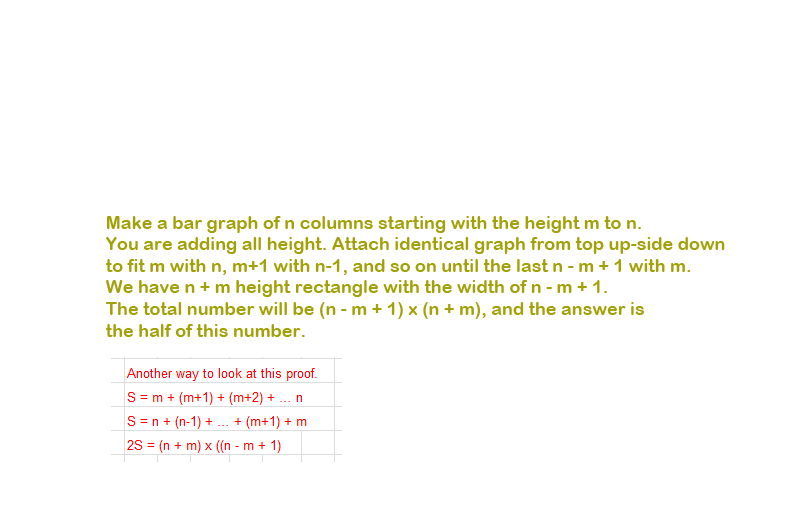 Make a bar graph of n columns starting with the height m to n.
You are adding all height. Attach identical graph from top up-side down
to fit m with n, m+1 with n-1, and so on until the last n - m + 1 with m.
We have n + m height rectangle with the width of n - m + 1.
The total number will be (n - m + 1) x (n + m), and the answer is
the half of this number.
Another way to look at this proof.
S = m + (m+1) + (m+2) + ... n
S = n + (n-1) + ... + (m+1) + m
2S = (n + m) x ((n - m + 1)